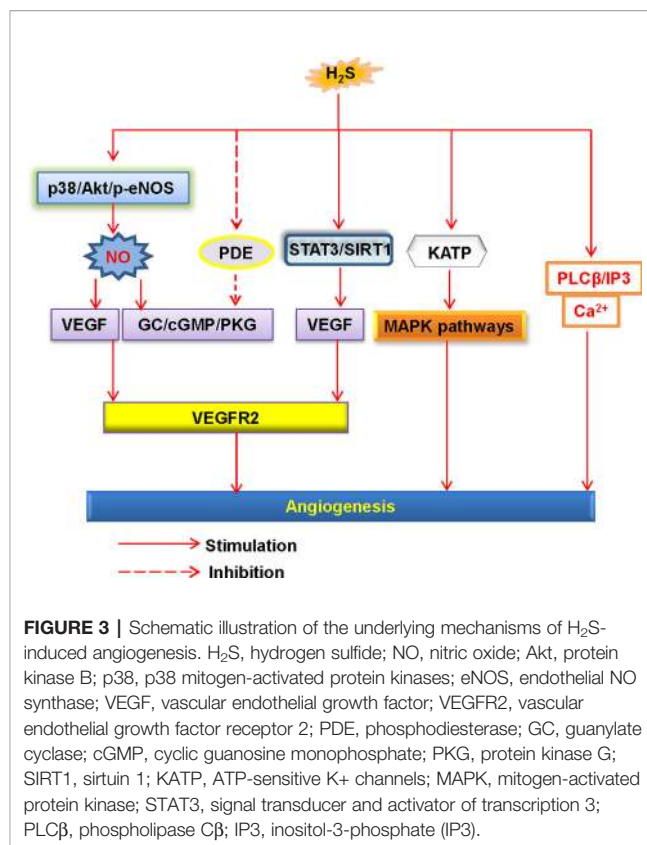 H₂S
p38/Akt/p-eNOS
NO
PDE
STAT3/SIRT1
KATP
PLCβ/IP3
Ca²⁺
VEGF
GC/cGMP/PKG
VEGF
MAPK pathways
VEGFR2
Angiogenesis
Stimulation
Inhibition
FIGURE 3 | Schematic illustration of the underlying mechanisms of H₂S-
induced angiogenesis. H₂S, hydrogen sulfide; NO, nitric oxide; Akt, protein
kinase B; p38, p38 mitogen-activated protein kinases; eNOS, endothelial NO
synthase; VEGF, vascular endothelial growth factor; VEGFR2, vascular
endothelial growth factor receptor 2; PDE, phosphodiesterase; GC, guanylate
cyclase; cGMP, cyclic guanosine monophosphate; PKG, protein kinase G;
SIRT1, sirtuin 1; KATP, ATP-sensitive K+ channels; MAPK, mitogen-activated
protein kinase; STAT3, signal transducer and activator of transcription 3;
PLCβ, phospholipase Cβ; IP3, inositol-3-phosphate (IP3).